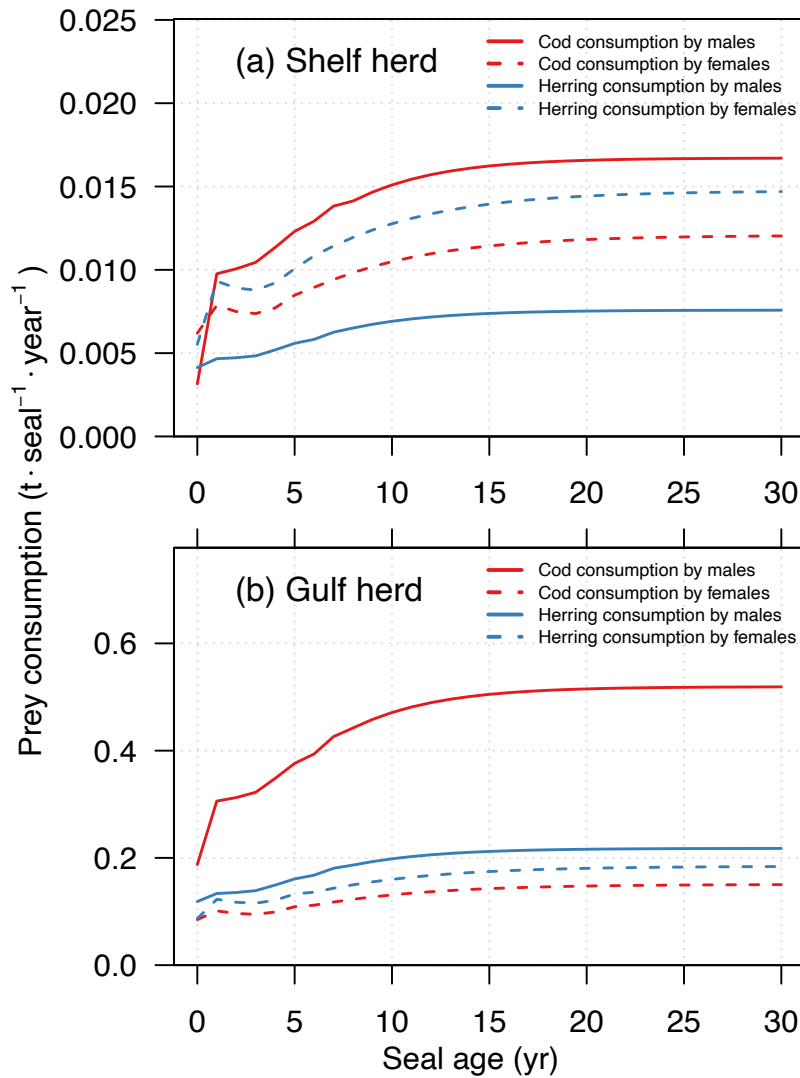 Prey consumption (t · seal⁻¹ · year⁻¹ )
(a) Shelf herd
Cod consumption by males
Cod consumption by females
Herring consumption by males
Herring consumption by females
0.025
0.020
0.015
0.010
0.005
0.000
0 5 10 15 20 25 30
(b) Gulf herd
Cod consumption by males
Cod consumption by females
Herring consumption by males
Herring consumption by females
0.6
0.4
0.2
0.0
0 5 10 15 20 25 30
Seal age (yr)